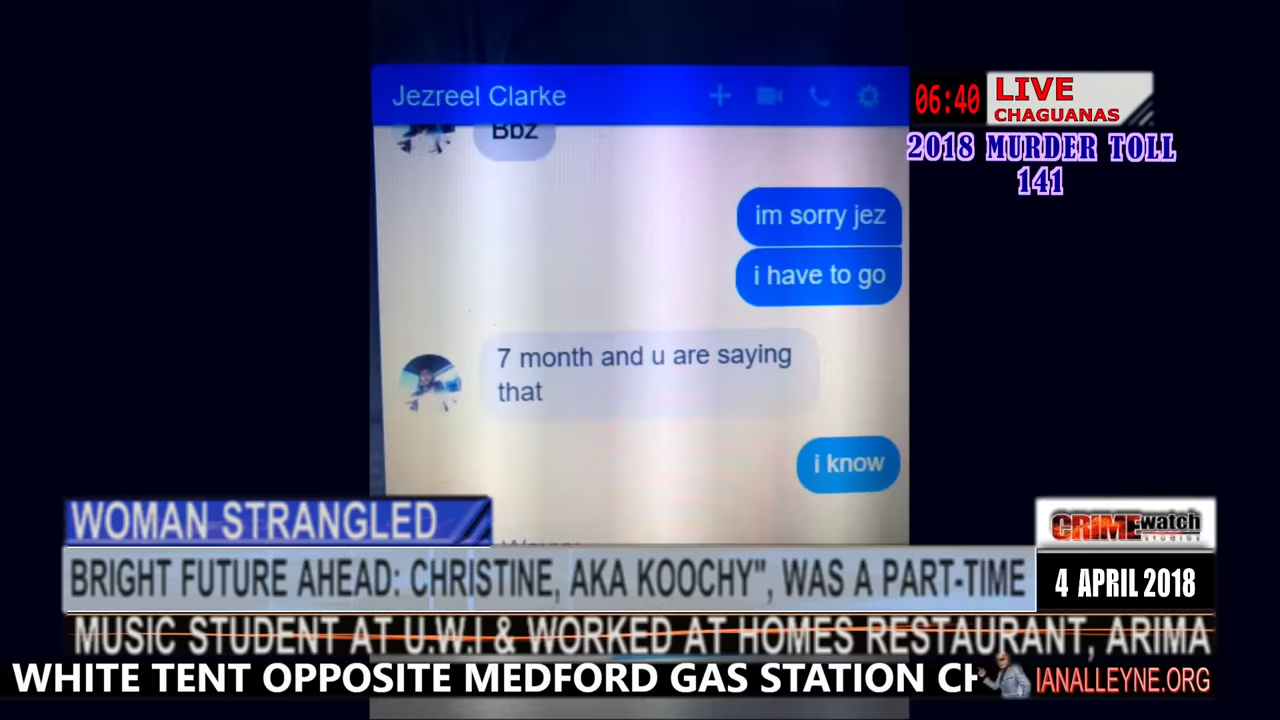 Jezreel Clarke
06:40
LIVE
CHAGUANAS
Bbz
2018 MURDER TOLL
141
im sorry jez
i have to go
7 month and u are saying
that
i know
WOMAN STRANGLED
CRIMEwatch
studios
BRIGHT FUTURE AHEAD: CHRISTINE, AKA KOOCHY", WAS A PART-TIME
4 APRIL 2018
MUSIC STUDENT AT U.W.I & WORKED AT HOMES RESTAURANT, ARIMA
WHITE TENT OPPOSITE MEDFORD GAS STATION CH
IANALLEYNE.ORG